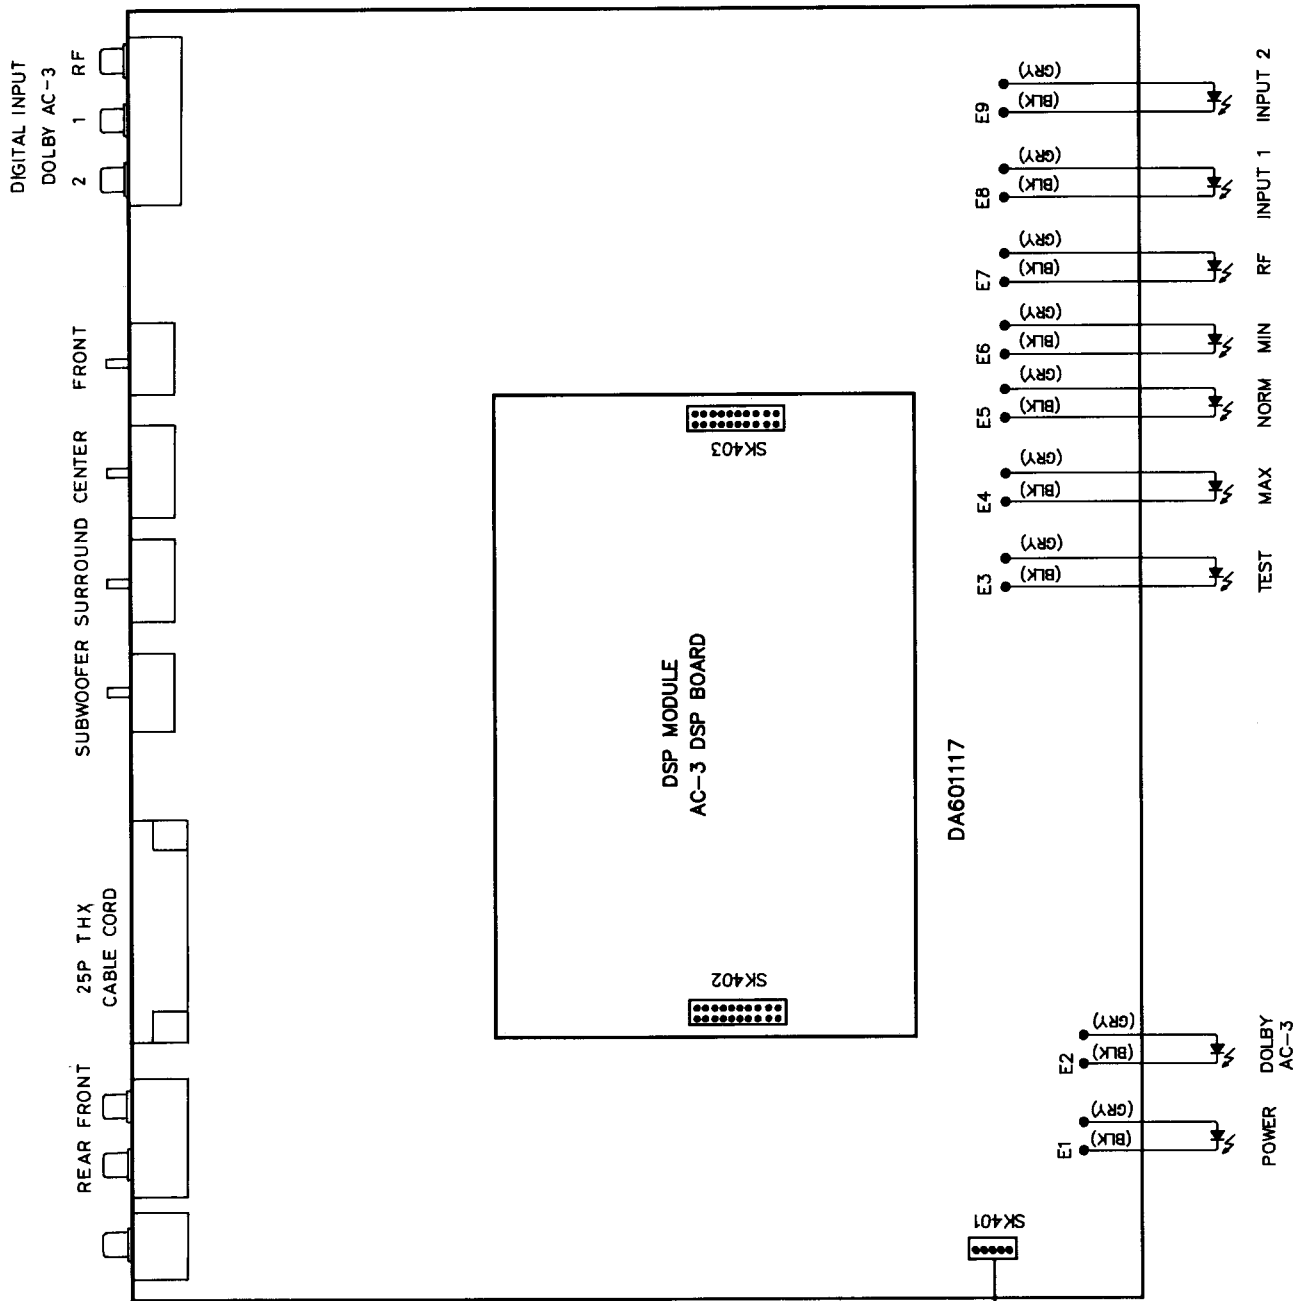 DIGITAL INPUT
DOLBY AC-3
2 1 RF
FRONT
CENTER
SURROUND
SUBWOOFER
25P THX
CABLE CORD
REAR FRONT
E9 (BLK) (GRY)
INPUT 2
E8 (BLK) (GRY)
INPUT 1
E7 (BLK) (GRY)
RF
E6 (BLK) (GRY)
MIN
E5 (BLK) (GRY)
NORM
E4 (BLK) (GRY)
MAX
E3 (BLK) (GRY)
TEST
SK403
DSP MODULE
AC-3 DSP BOARD
SK402
DA601117
E2 (BLK) (GRY)
DOLBY
AC-3
E1 (BLK) (GRY)
POWER
SK401